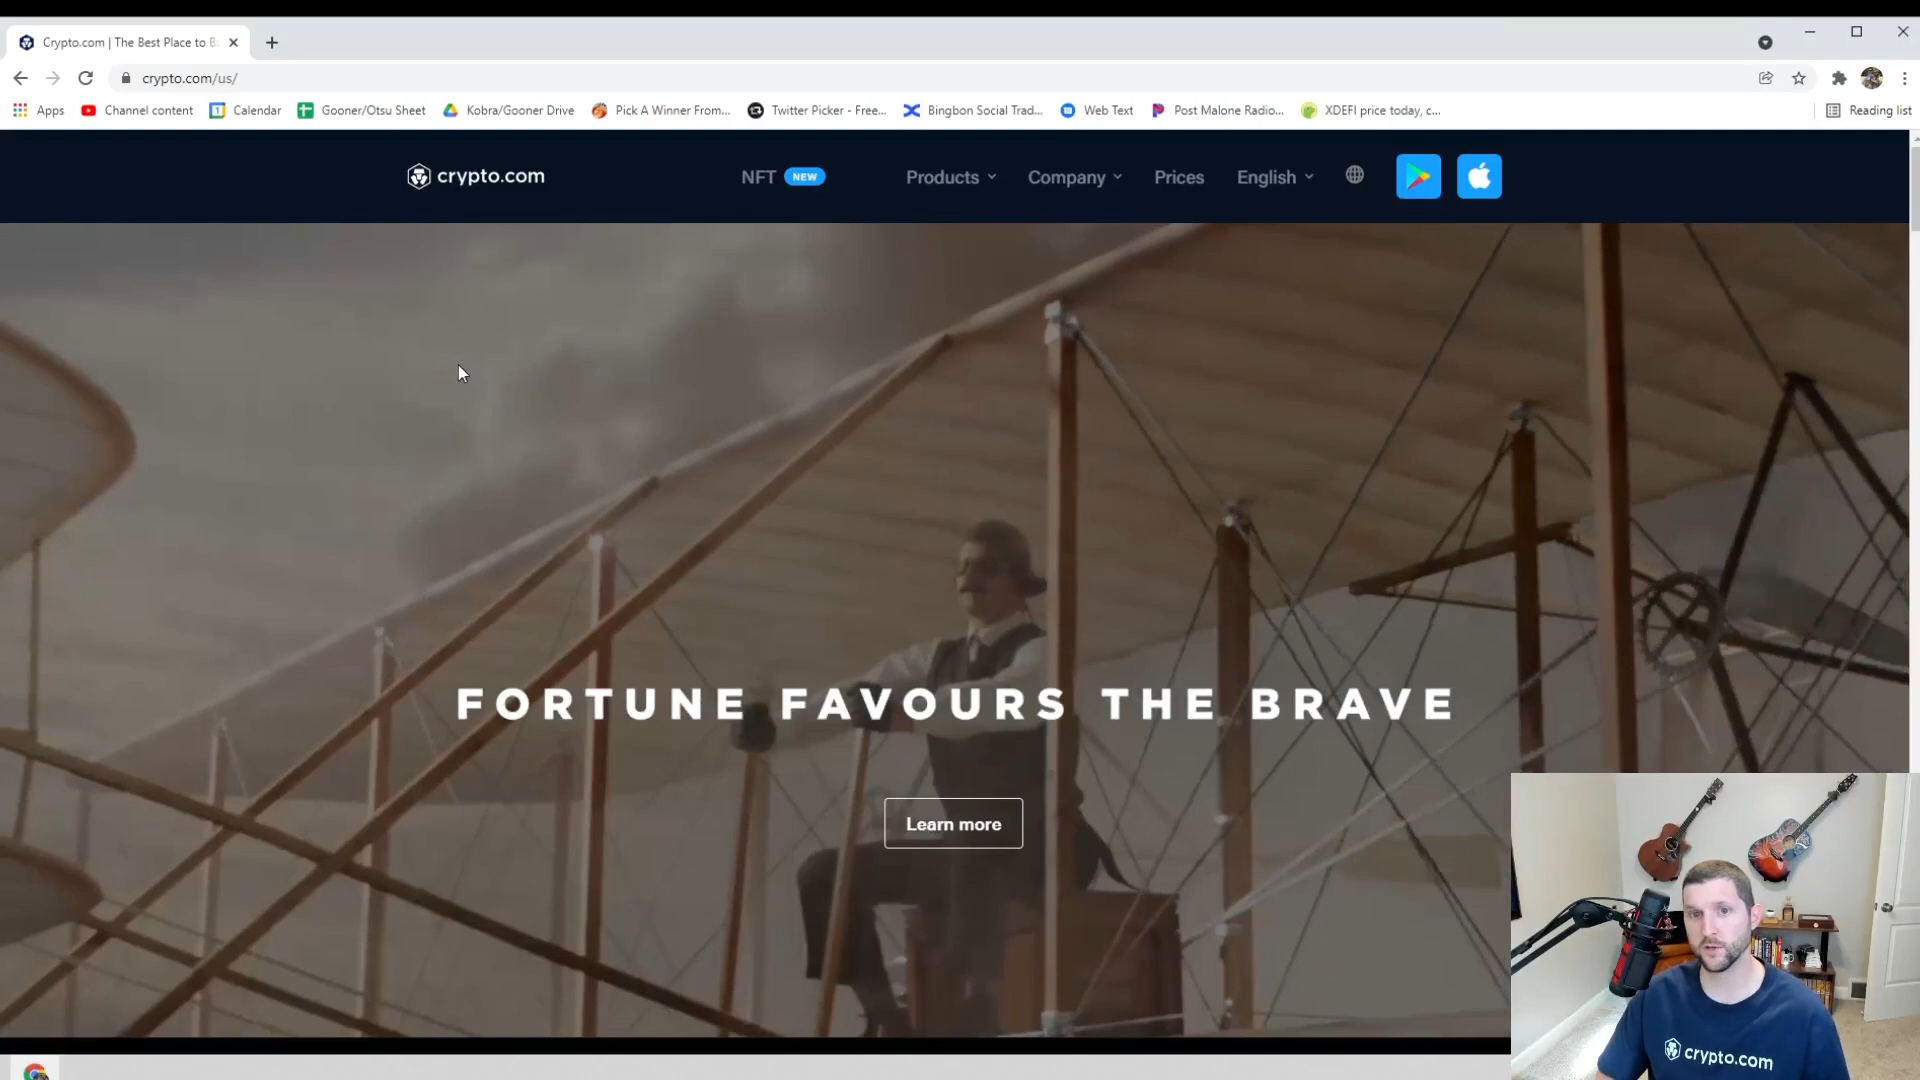 Crypto.com | The Best Place to B
crypto.com/us/
Apps
Channel content
Calendar
Gooner/Otsu Sheet
Kobra/Gooner Drive
Pick A Winner From...
Twitter Picker - Free...
Bingbon Social Trad...
Web Text
Post Malone Radio...
XDEFI price today, c...
Reading list
crypto.com
NFT NEW
Products
Company
Prices
English
FORTUNE FAVOURS THE BRAVE
Learn more
crypto.com